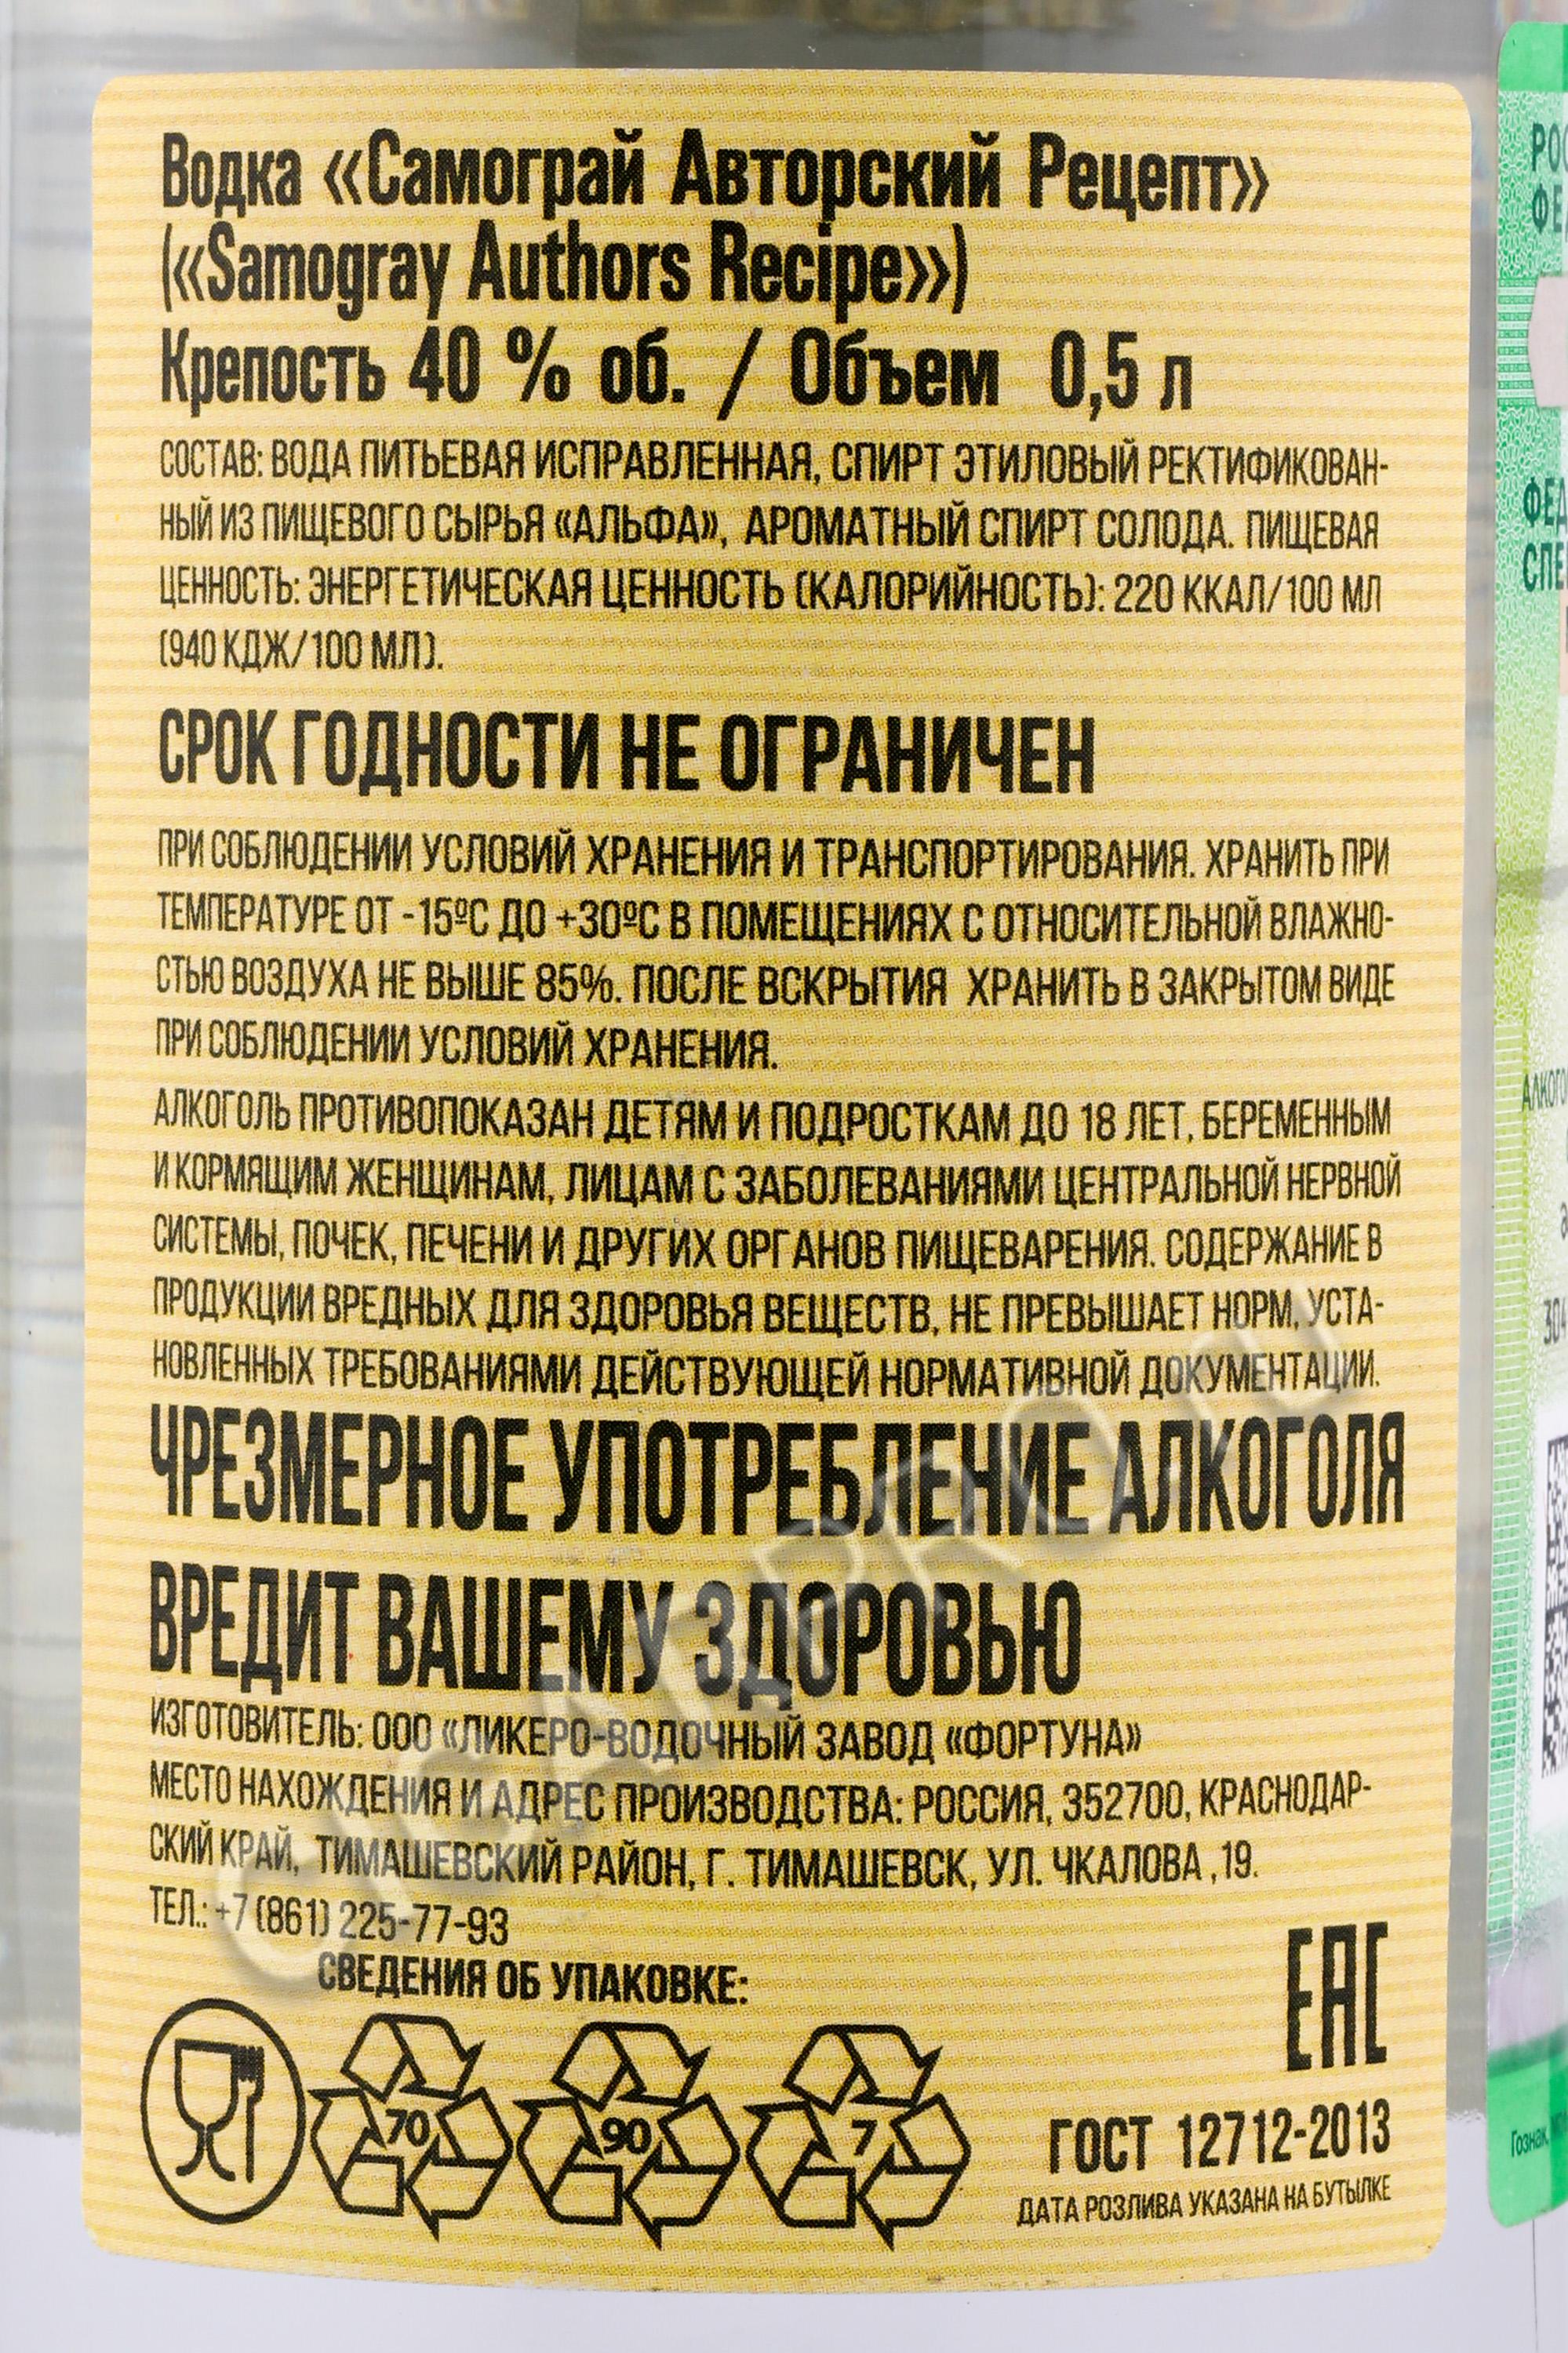 Водка «Самограй Авторский Рецепт»
(«Samogray Authors Recipe»)
Крепость 40 % об. / Объем 0,5 л
СОСТАВ: ВОДА ПИТЬЕВАЯ ИСПРАВЛЕННАЯ, СПИРТ ЭТИЛОВЫЙ РЕКТИФИКОВАН-
НЫЙ ИЗ ПИЩЕВОГО СЫРЬЯ «АЛЬФА», АРОМАТНЫЙ СПИРТ СОЛОДА. ПИЩЕВАЯ
ЦЕННОСТЬ: ЭНЕРГЕТИЧЕСКАЯ ЦЕННОСТЬ (КАЛОРИЙНОСТЬ): 220 ККАЛ/100 МЛ
(940 КДЖ/100 МЛ).
СРОК ГОДНОСТИ НЕ ОГРАНИЧЕН
ПРИ СОБЛЮДЕНИИ УСЛОВИЙ ХРАНЕНИЯ И ТРАНСПОРТИРОВАНИЯ. ХРАНИТЬ ПРИ
ТЕМПЕРАТУРЕ ОТ -15ºС ДО +30ºС В ПОМЕЩЕНИЯХ С ОТНОСИТЕЛЬНОЙ ВЛАЖНО-
СТЬЮ ВОЗДУХА НЕ ВЫШЕ 85%. ПОСЛЕ ВСКРЫТИЯ ХРАНИТЬ В ЗАКРЫТОМ ВИДЕ
ПРИ СОБЛЮДЕНИИ УСЛОВИЙ ХРАНЕНИЯ.
АЛКОГОЛЬ ПРОТИВОПОКАЗАН ДЕТЯМ И ПОДРОСТКАМ ДО 18 ЛЕТ, БЕРЕМЕННЫМ
И КОРМЯЩИМ ЖЕНЩИНАМ, ЛИЦАМ С ЗАБОЛЕВАНИЯМИ ЦЕНТРАЛЬНОЙ НЕРВНОЙ
СИСТЕМЫ, ПОЧЕК, ПЕЧЕНИ И ДРУГИХ ОРГАНОВ ПИЩЕВАРЕНИЯ. СОДЕРЖАНИЕ В
ПРОДУКЦИИ ВРЕДНЫХ ДЛЯ ЗДОРОВЬЯ ВЕЩЕСТВ, НЕ ПРЕВЫШАЕТ НОРМ, УСТА-
НОВЛЕННЫХ ТРЕБОВАНИЯМИ ДЕЙСТВУЮЩЕЙ НОРМАТИВНОЙ ДОКУМЕНТАЦИИ.
ЧРЕЗМЕРНОЕ УПОТРЕБЛЕНИЕ АЛКОГОЛЯ
ВРЕДИТ ВАШЕМУ ЗДОРОВЬЮ
ИЗГОТОВИТЕЛЬ: ООО «ЛИКЕРО-ВОДОЧНЫЙ ЗАВОД «ФОРТУНА»
МЕСТО НАХОЖДЕНИЯ И АДРЕС ПРОИЗВОДСТВА: РОССИЯ, 352700, КРАСНОДАР-
СКИЙ КРАЙ, ТИМАШЕВСКИЙ РАЙОН, Г. ТИМАШЕВСК, УЛ. ЧКАЛОВА ,19.
ТЕЛ.: +7 (861) 225-77-93
СВЕДЕНИЯ ОБ УПАКОВКЕ:
EAC
70 90 7
ГОСТ 12712-2013
ДАТА РОЗЛИВА УКАЗАНА НА БУТЫЛКЕ